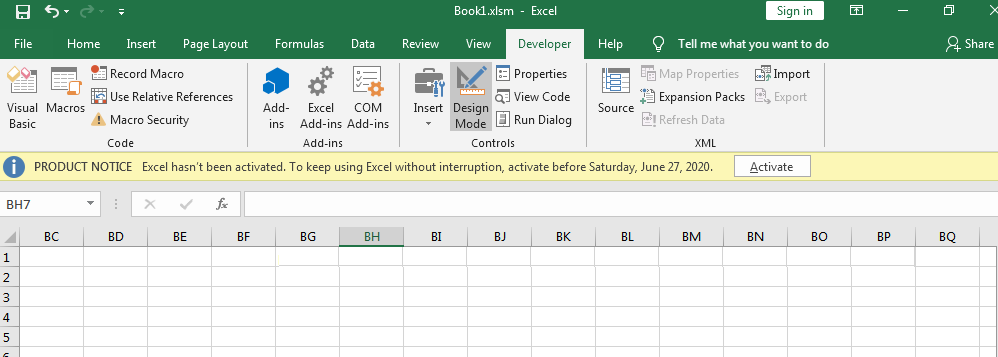 Book1.xlsm - Excel Sign in
File Home Insert Page Layout Formulas Data Review View Developer Help Tell me what you want to do Share
Visual Basic
Macros
Record Macro
Use Relative References
Macro Security
Code
Add-ins
Excel Add-ins
COM Add-ins
Add-ins
Insert
Design Mode
Properties
View Code
Run Dialog
Controls
Source
Map Properties
Expansion Packs
Refresh Data
Import
Export
XML
PRODUCT NOTICE Excel hasn't been activated. To keep using Excel without interruption, activate before Saturday, June 27, 2020. Activate
BH7 fx
BC BD BE BF BG BH BI BJ BK BL BM BN BO BP BQ
1
2
3
4
5
6